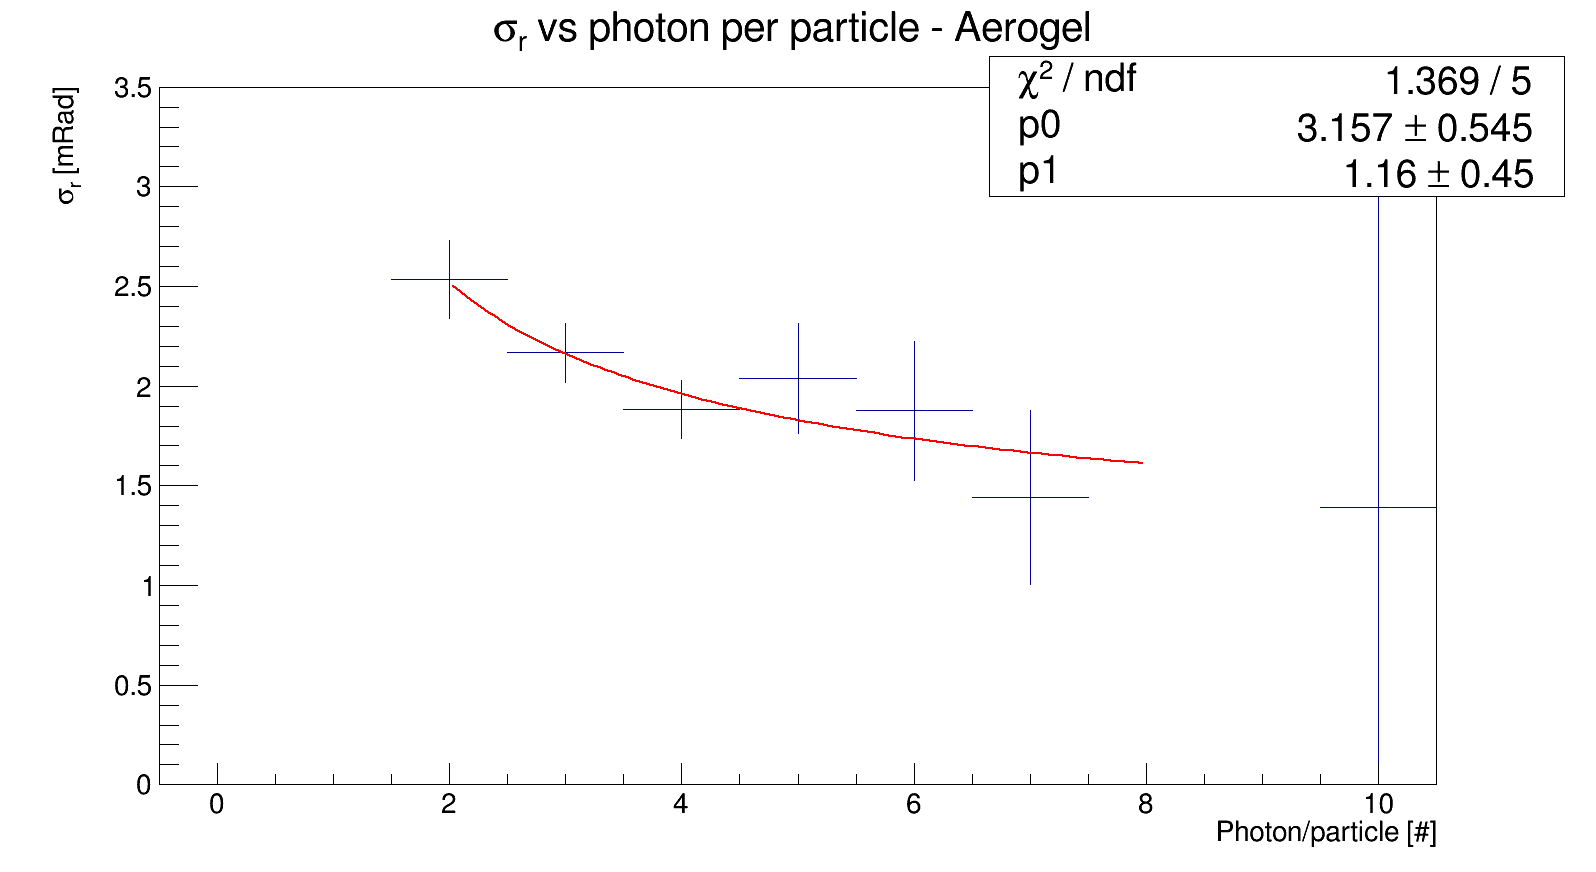 σr vs photon per particle - Aerogel
χ2 / ndf 1.369 / 5
p0 3.157 ± 0.545
p1 1.16 ± 0.45
σr [mRad]
3.5
3
2.5
2
1.5
1
0.5
0
0 2 4 6 8 10
Photon/particle [#]